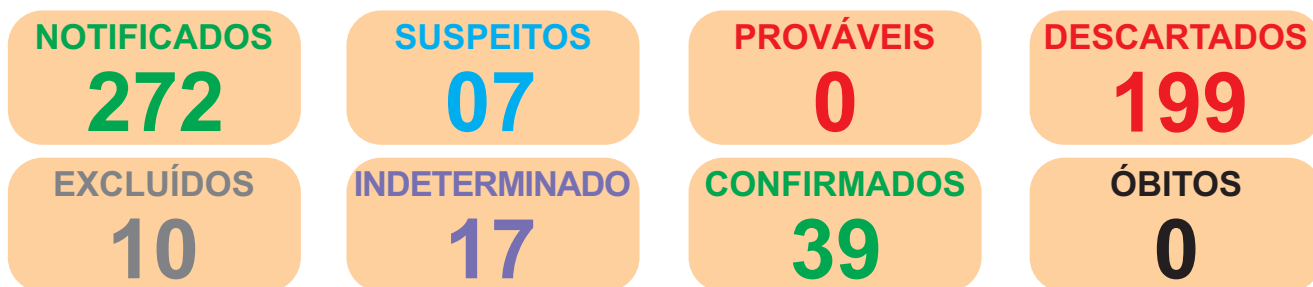 NOTIFICADOS
272
SUSPEITOS
07
PROVÁVEIS
0
DESCARTADOS
199
EXCLUÍDOS
10
INDETERMINADO
17
CONFIRMADOS
39
ÓBITOS
0